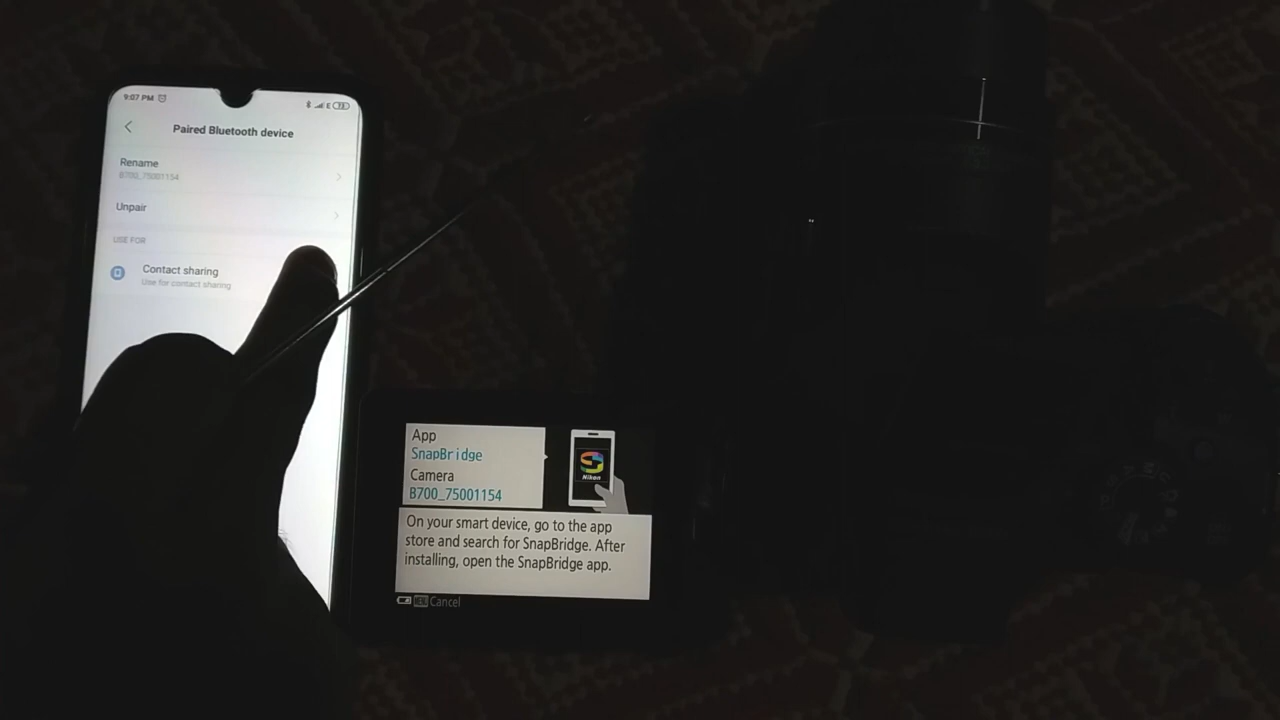 9:07 PM
Paired Bluetooth device
Rename
B700_75001154
Unpair
USE FOR
Contact sharing
Use for contact sharing
App
SnapBridge
Camera
B700_75001154
Nikon
On your smart device, go to the app
store and search for SnapBridge. After
installing, open the SnapBridge app.
Cancel